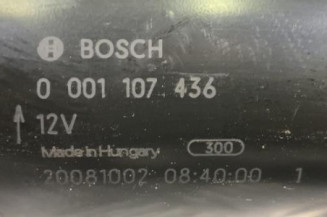 BOSCH
0 001 107 436
12V
Made in Hungary 300
20081002 08:40:00 1